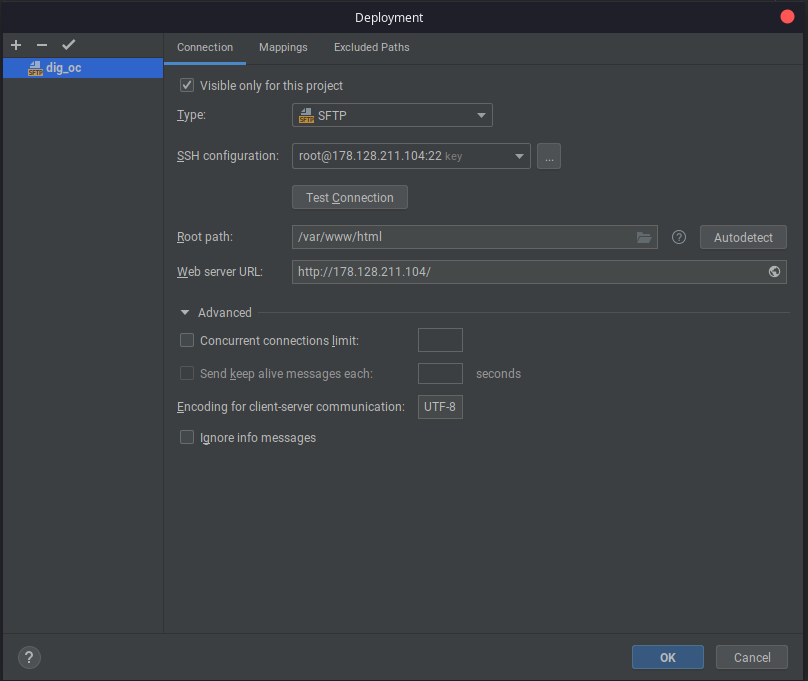 Deployment
dig_oc
Connection Mappings Excluded Paths
Visible only for this project
Type: SFTP
SSH configuration: root@178.128.211.104:22 key ...
Test Connection
Root path: /var/www/html ? Autodetect
Web server URL: http://178.128.211.104/
Advanced
Concurrent connections limit:
Send keep alive messages each: seconds
Encoding for client-server communication: UTF-8
Ignore info messages
? OK Cancel